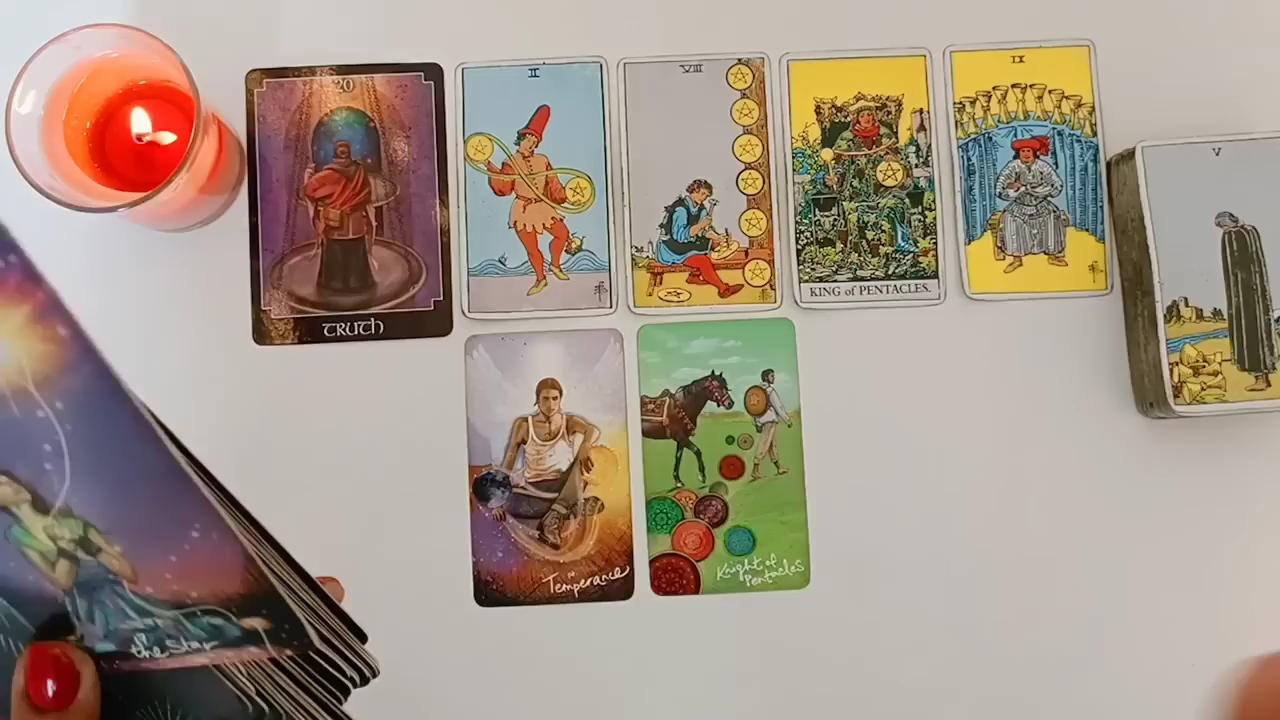 20
TRUTH
II
VIII
KING of PENTACLES.
IX
V
Temperance
Knight of
Pentacles
the Star